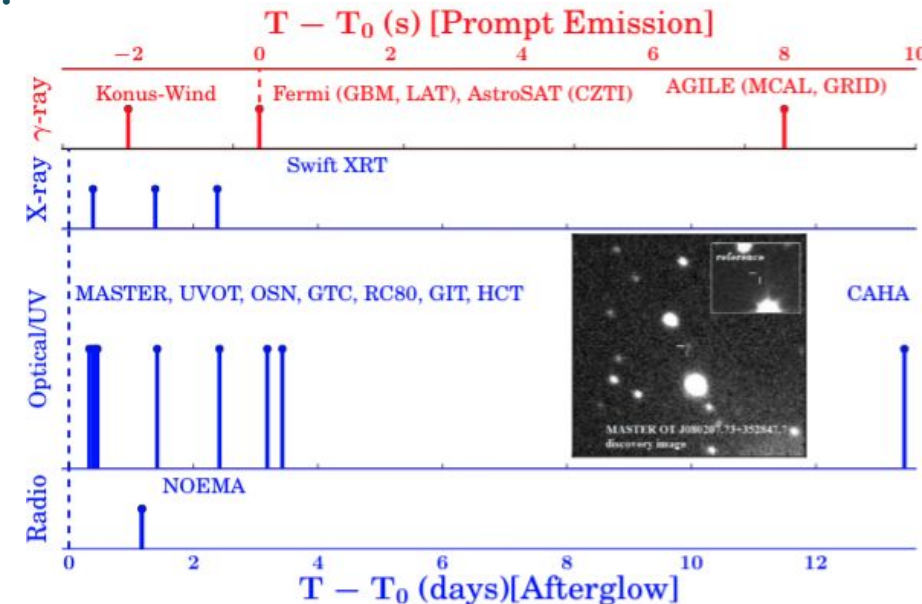 T − T₀ (s) [Prompt Emission]
−2 0 2 4 6 8 10
γ-ray
Konus-Wind
Fermi (GBM, LAT), AstroSAT (CZTI)
AGILE (MCAL, GRID)
X-ray
Swift XRT
Optical/UV
MASTER, UVOT, OSN, GTC, RC80, GIT, HCT
CAHA
reference
MASTER OT J080207.73+352847.7
discovery image
Radio
NOEMA
0 2 4 6 8 10 12
T − T₀ (days)[Afterglow]